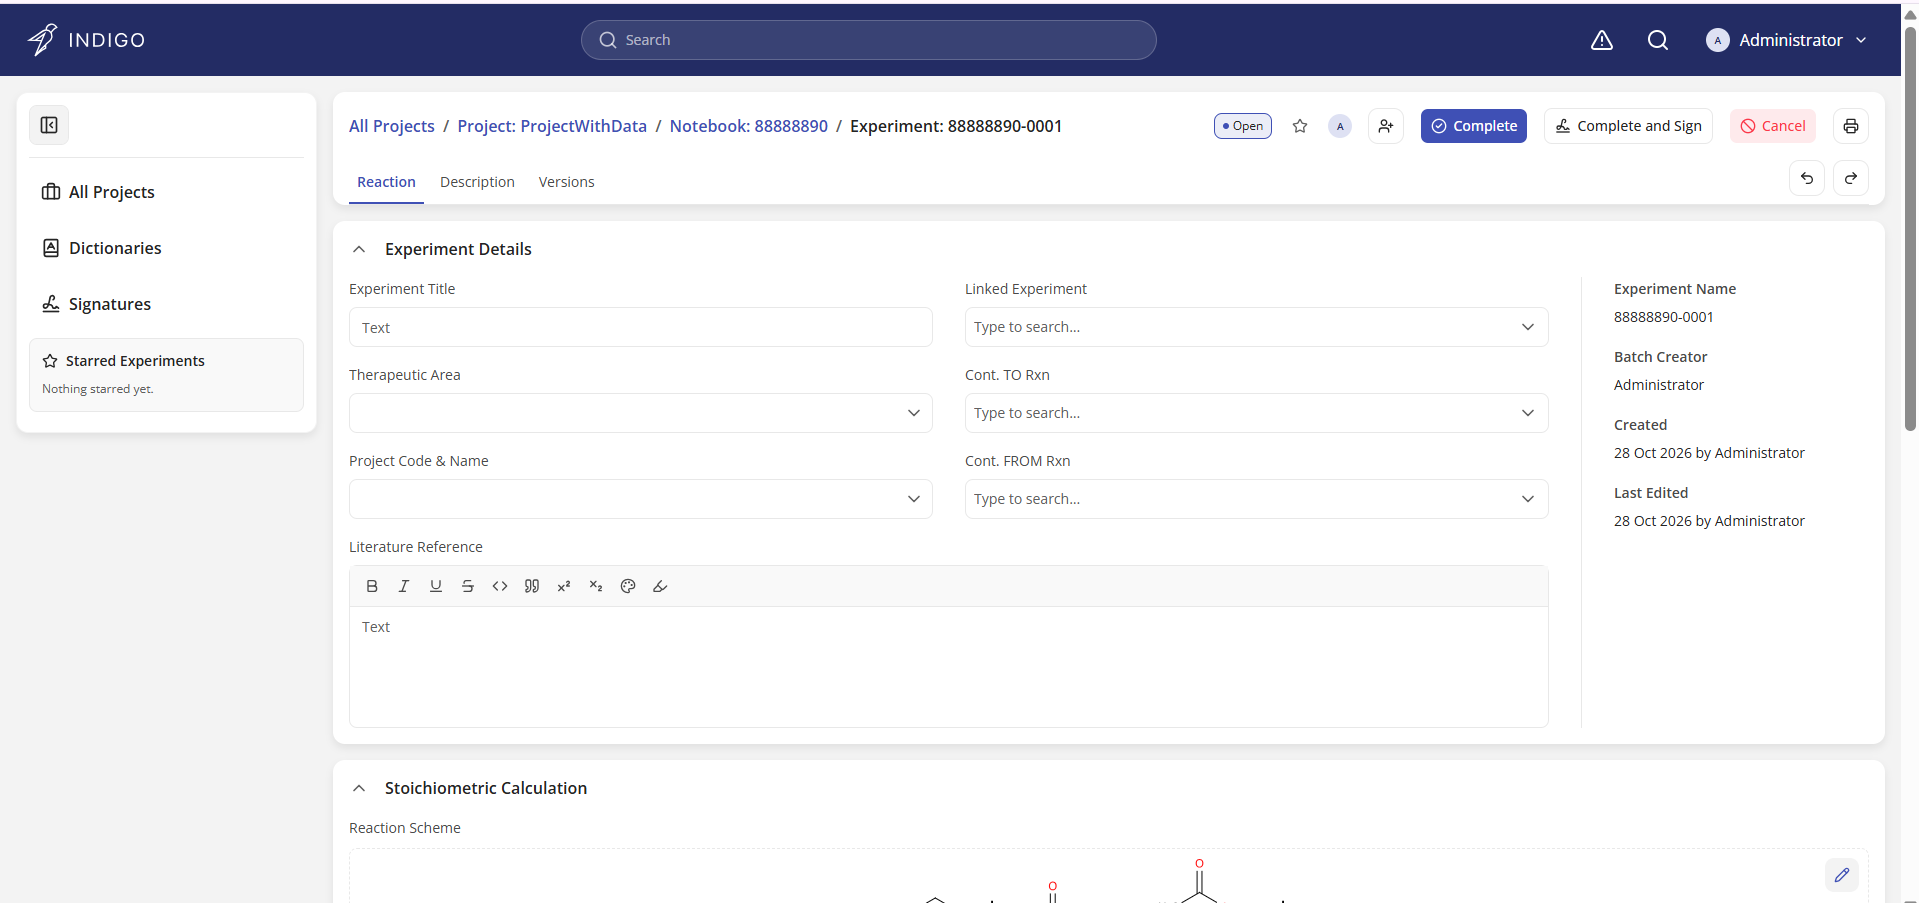 INDIGO
Search
A Administrator
All Projects
Dictionaries
Signatures
Starred Experiments
Nothing starred yet.
All Projects / Project: ProjectWithData / Notebook: 88888890 / Experiment: 88888890-0001
Open
A
Complete
Complete and Sign
Cancel
Reaction
Description
Versions
Experiment Details
Experiment Title
Text
Linked Experiment
Type to search...
Therapeutic Area
Cont. TO Rxn
Type to search...
Project Code & Name
Cont. FROM Rxn
Type to search...
Literature Reference
B I U S <> x² x₂
Text
Experiment Name
88888890-0001
Batch Creator
Administrator
Created
28 Oct 2026 by Administrator
Last Edited
28 Oct 2026 by Administrator
Stoichiometric Calculation
Reaction Scheme
O
O